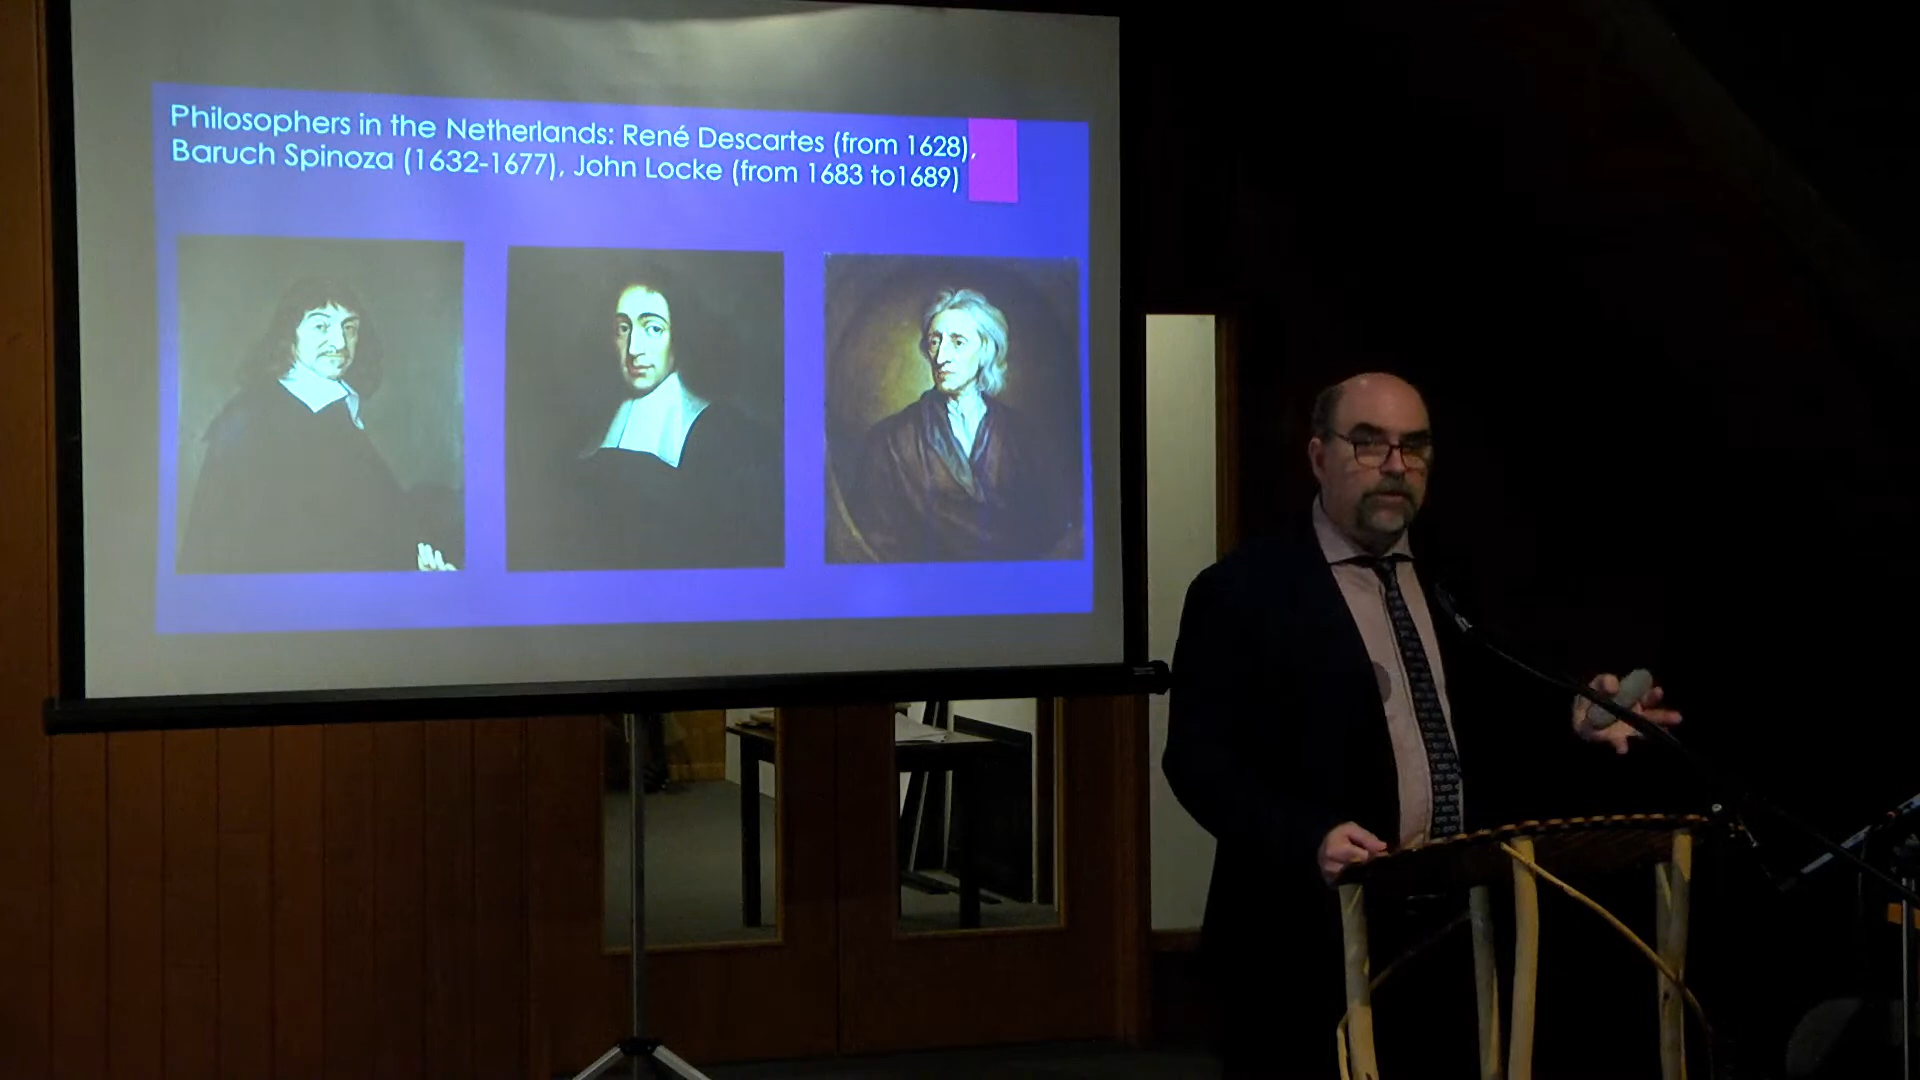 Philosophers in the Netherlands: René Descartes (from 1628),
Baruch Spinoza (1632-1677), John Locke (from 1683 to1689)